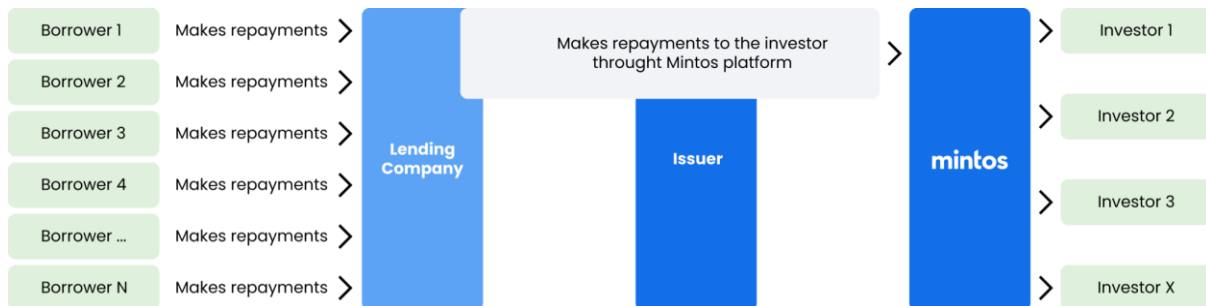 Borrower 1
Makes repayments
Borrower 2
Makes repayments
Borrower 3
Makes repayments
Borrower 4
Makes repayments
Borrower ...
Makes repayments
Borrower N
Makes repayments
Lending
Company
Makes repayments to the investor
throught Mintos platform
Issuer
mintos
Investor 1
Investor 2
Investor 3
Investor X